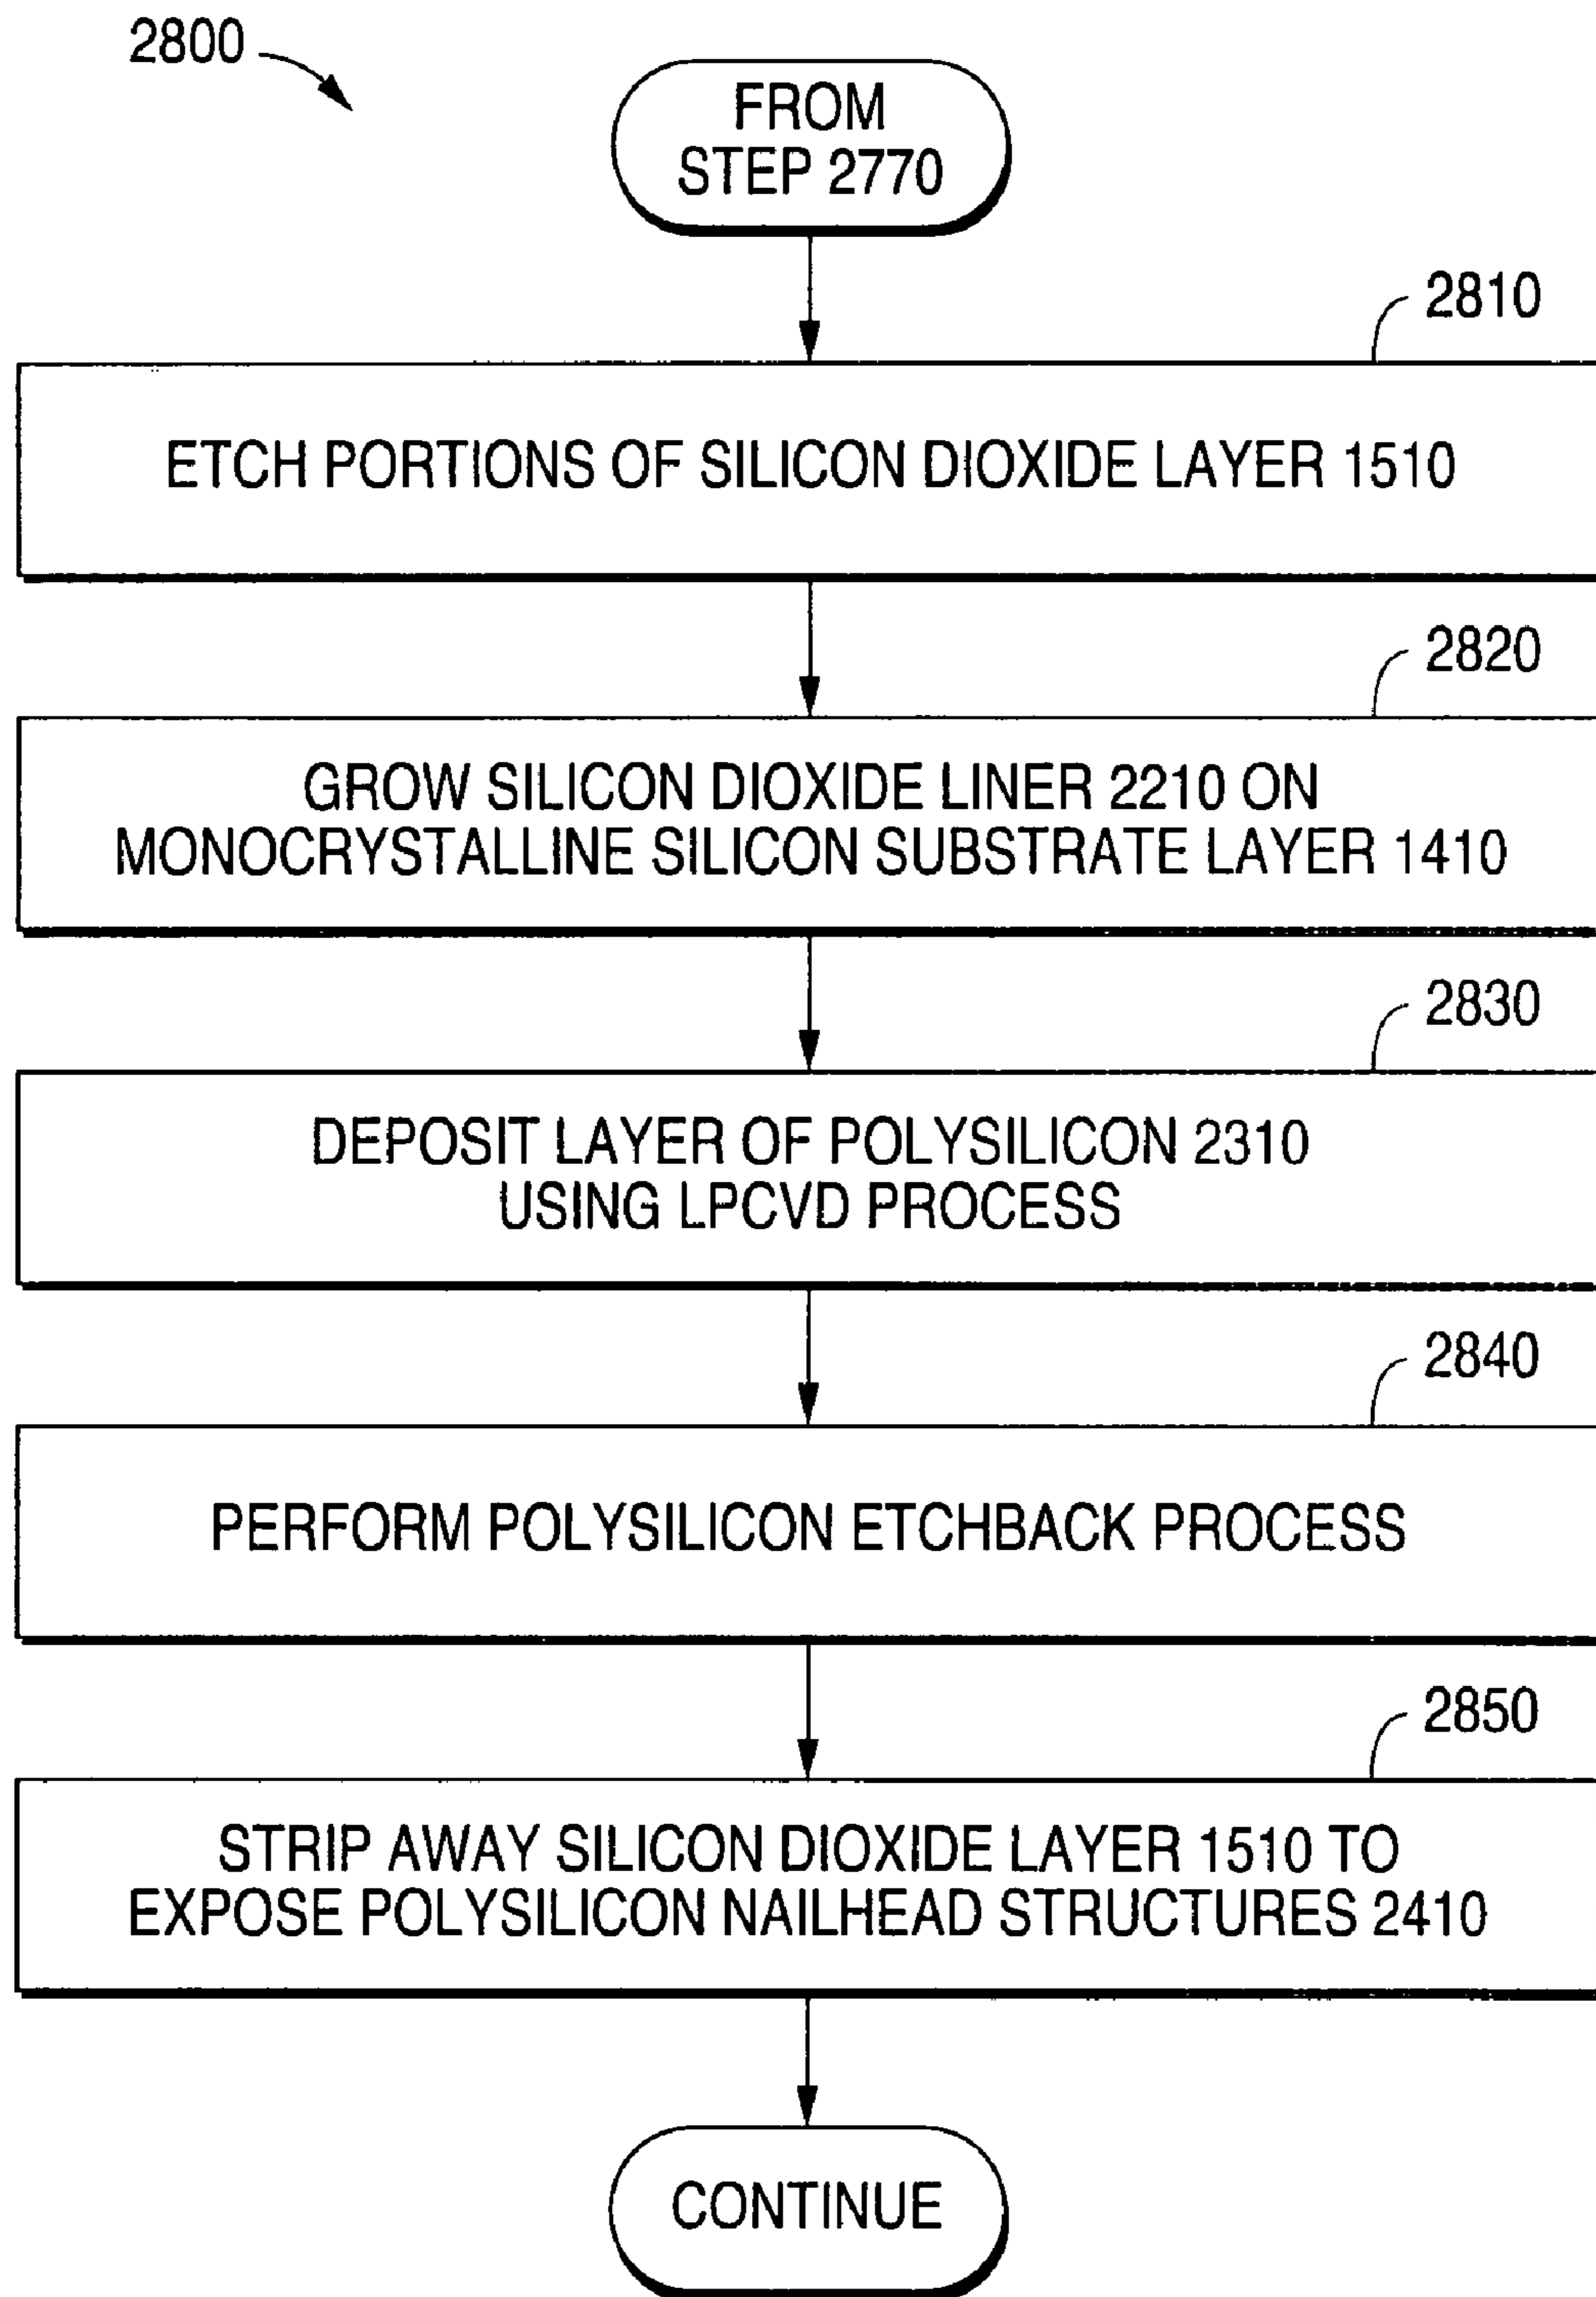 2800
FROM
STEP 2770
2810
ETCH PORTIONS OF SILICON DIOXIDE LAYER 1510
2820
GROW SILICON DIOXIDE LINER 2210 ON
MONOCRYSTALLINE SILICON SUBSTRATE LAYER 1410
2830
DEPOSIT LAYER OF POLYSILICON 2310
USING LPCVD PROCESS
2840
PERFORM POLYSILICON ETCHBACK PROCESS
2850
STRIP AWAY SILICON DIOXIDE LAYER 1510 TO
EXPOSE POLYSILICON NAILHEAD STRUCTURES 2410
CONTINUE